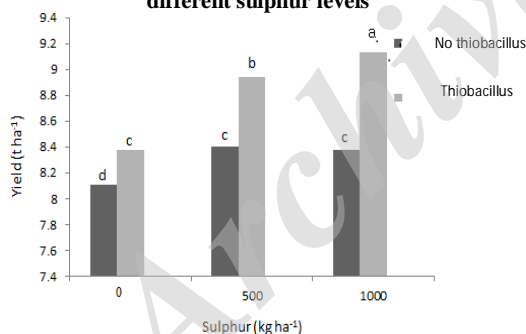 different sulphur levels
9.4
9.2
9
8.8
8.6
8.4
8.2
8
7.8
7.6
7.4
Yield (t ha-1)
d
c
c
b
c
a
0
500
1000
Sulphur (kg ha-1)
No thiobacillus
Thiobacillus
Archiv